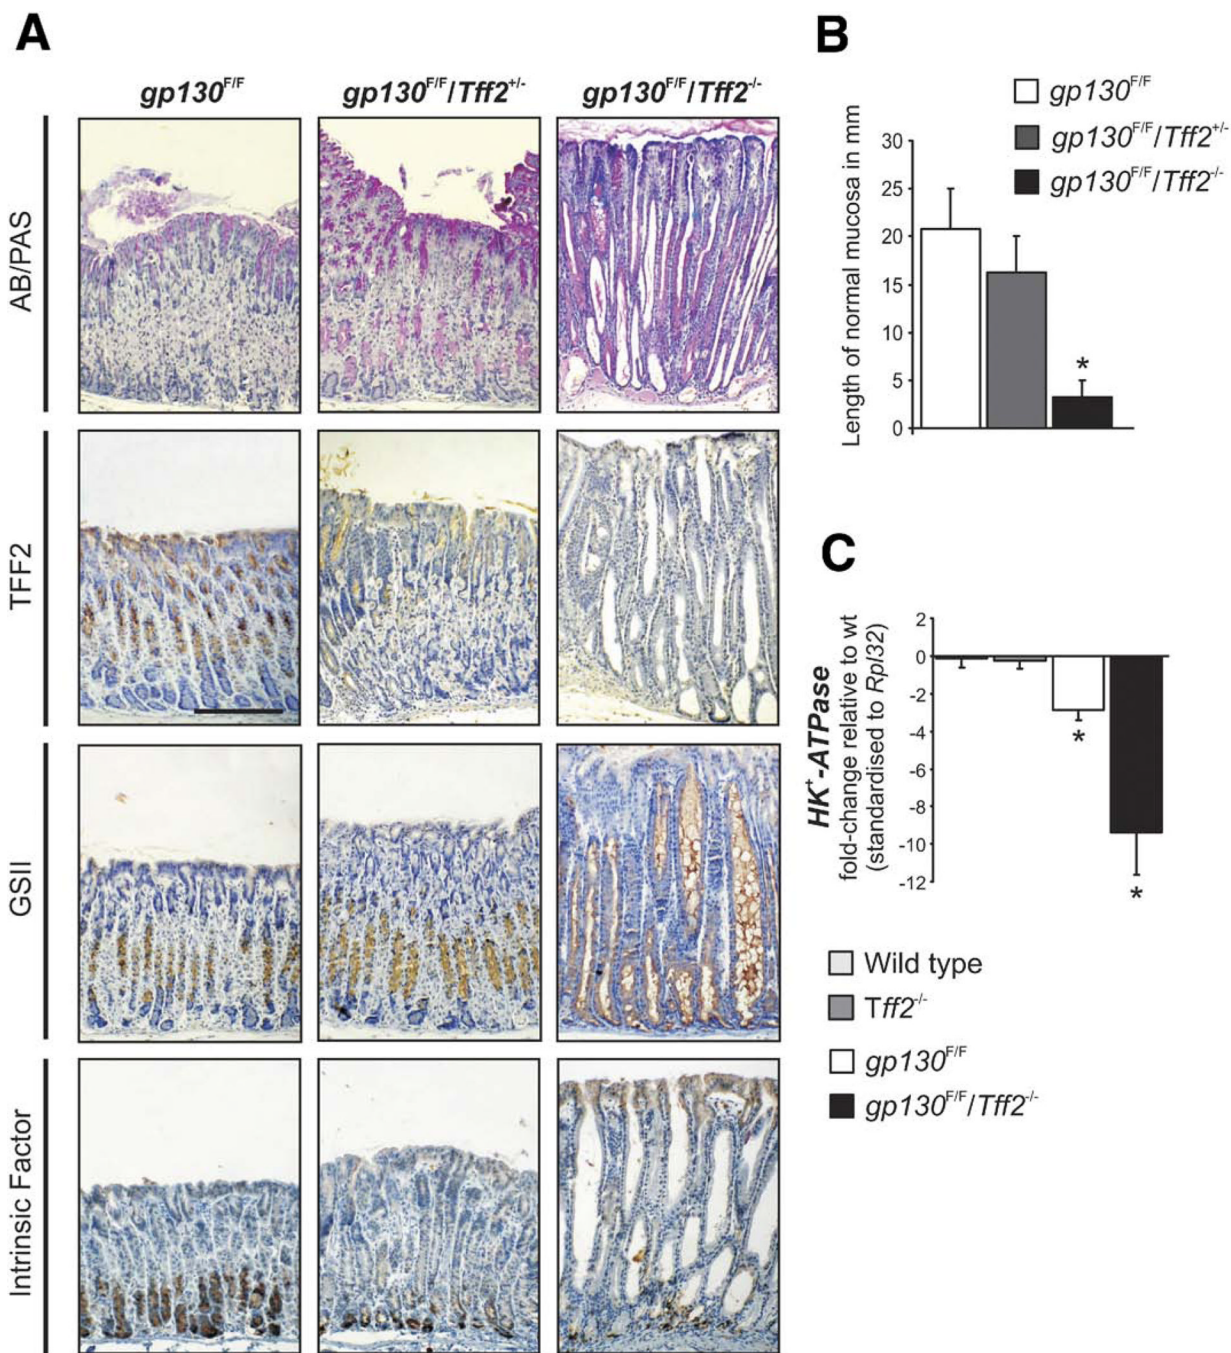 A
gp130F/F
gp130F/F/Tff2+/-
gp130F/F/Tff2-/-
AB/PAS
TFF2
GSII
Intrinsic Factor
B
gp130F/F
gp130F/F/Tff2+/-
gp130F/F/Tff2-/-
Length of normal mucosa in mm
30
25
20
15
10
5
0
*
C
HK+-ATPase
fold-change relative to wt
(standardised to Rpl32)
2
0
-2
-4
-6
-8
-10
-12
*
*
Wild type
Tff2-/-
gp130F/F
gp130F/F/Tff2-/-